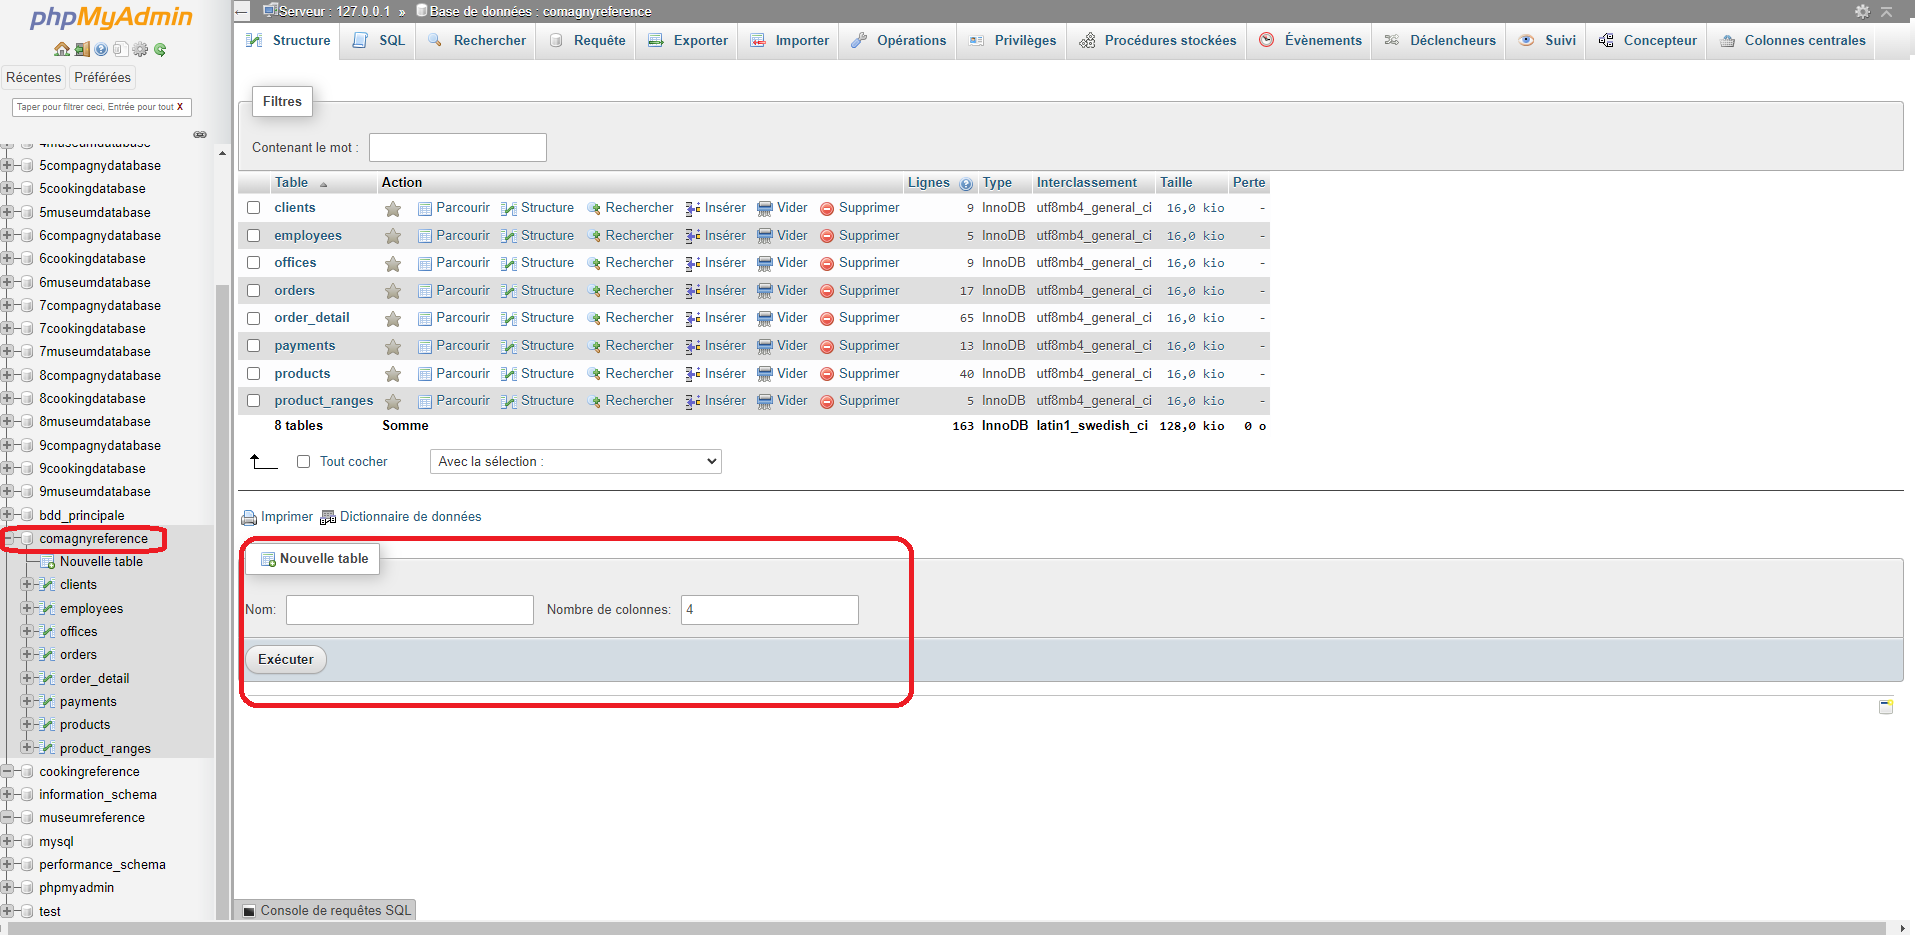 phpMyAdmin
Récentes Préférées
Taper pour filtrer ceci, Entrée pour tout X
4museumdatabase
5compagnydatabase
5cookingdatabase
5museumdatabase
6compagnydatabase
6cookingdatabase
6museumdatabase
7compagnydatabase
7cookingdatabase
7museumdatabase
8compagnydatabase
8cookingdatabase
8museumdatabase
9compagnydatabase
9cookingdatabase
9museumdatabase
bdd_principale
comagnyreference
Nouvelle table
clients
employees
offices
orders
order_detail
payments
products
product_ranges
cookingreference
information_schema
museumreference
mysql
performance_schema
phpmyadmin
test
Serveur : 127.0.0.1 » Base de données : comagnyreference
Structure SQL Rechercher Requête Exporter Importer Opérations Privilèges Procédures stockées Évènements Déclencheurs Suivi Concepteur Colonnes centrales
Filtres
Contenant le mot :
Table Action Lignes Type Interclassement Taille Perte
clients Parcourir Structure Rechercher Insérer Vider Supprimer 9 InnoDB utf8mb4_general_ci 16,0 kio -
employees Parcourir Structure Rechercher Insérer Vider Supprimer 5 InnoDB utf8mb4_general_ci 16,0 kio -
offices Parcourir Structure Rechercher Insérer Vider Supprimer 9 InnoDB utf8mb4_general_ci 16,0 kio -
orders Parcourir Structure Rechercher Insérer Vider Supprimer 17 InnoDB utf8mb4_general_ci 16,0 kio -
order_detail Parcourir Structure Rechercher Insérer Vider Supprimer 65 InnoDB utf8mb4_general_ci 16,0 kio -
payments Parcourir Structure Rechercher Insérer Vider Supprimer 13 InnoDB utf8mb4_general_ci 16,0 kio -
products Parcourir Structure Rechercher Insérer Vider Supprimer 40 InnoDB utf8mb4_general_ci 16,0 kio -
product_ranges Parcourir Structure Rechercher Insérer Vider Supprimer 5 InnoDB utf8mb4_general_ci 16,0 kio -
8 tables Somme 163 InnoDB latin1_swedish_ci 128,0 kio 0 o
Tout cocher Avec la sélection :
Imprimer Dictionnaire de données
Nouvelle table
Nom: Nombre de colonnes: 4
Exécuter
Console de requêtes SQL